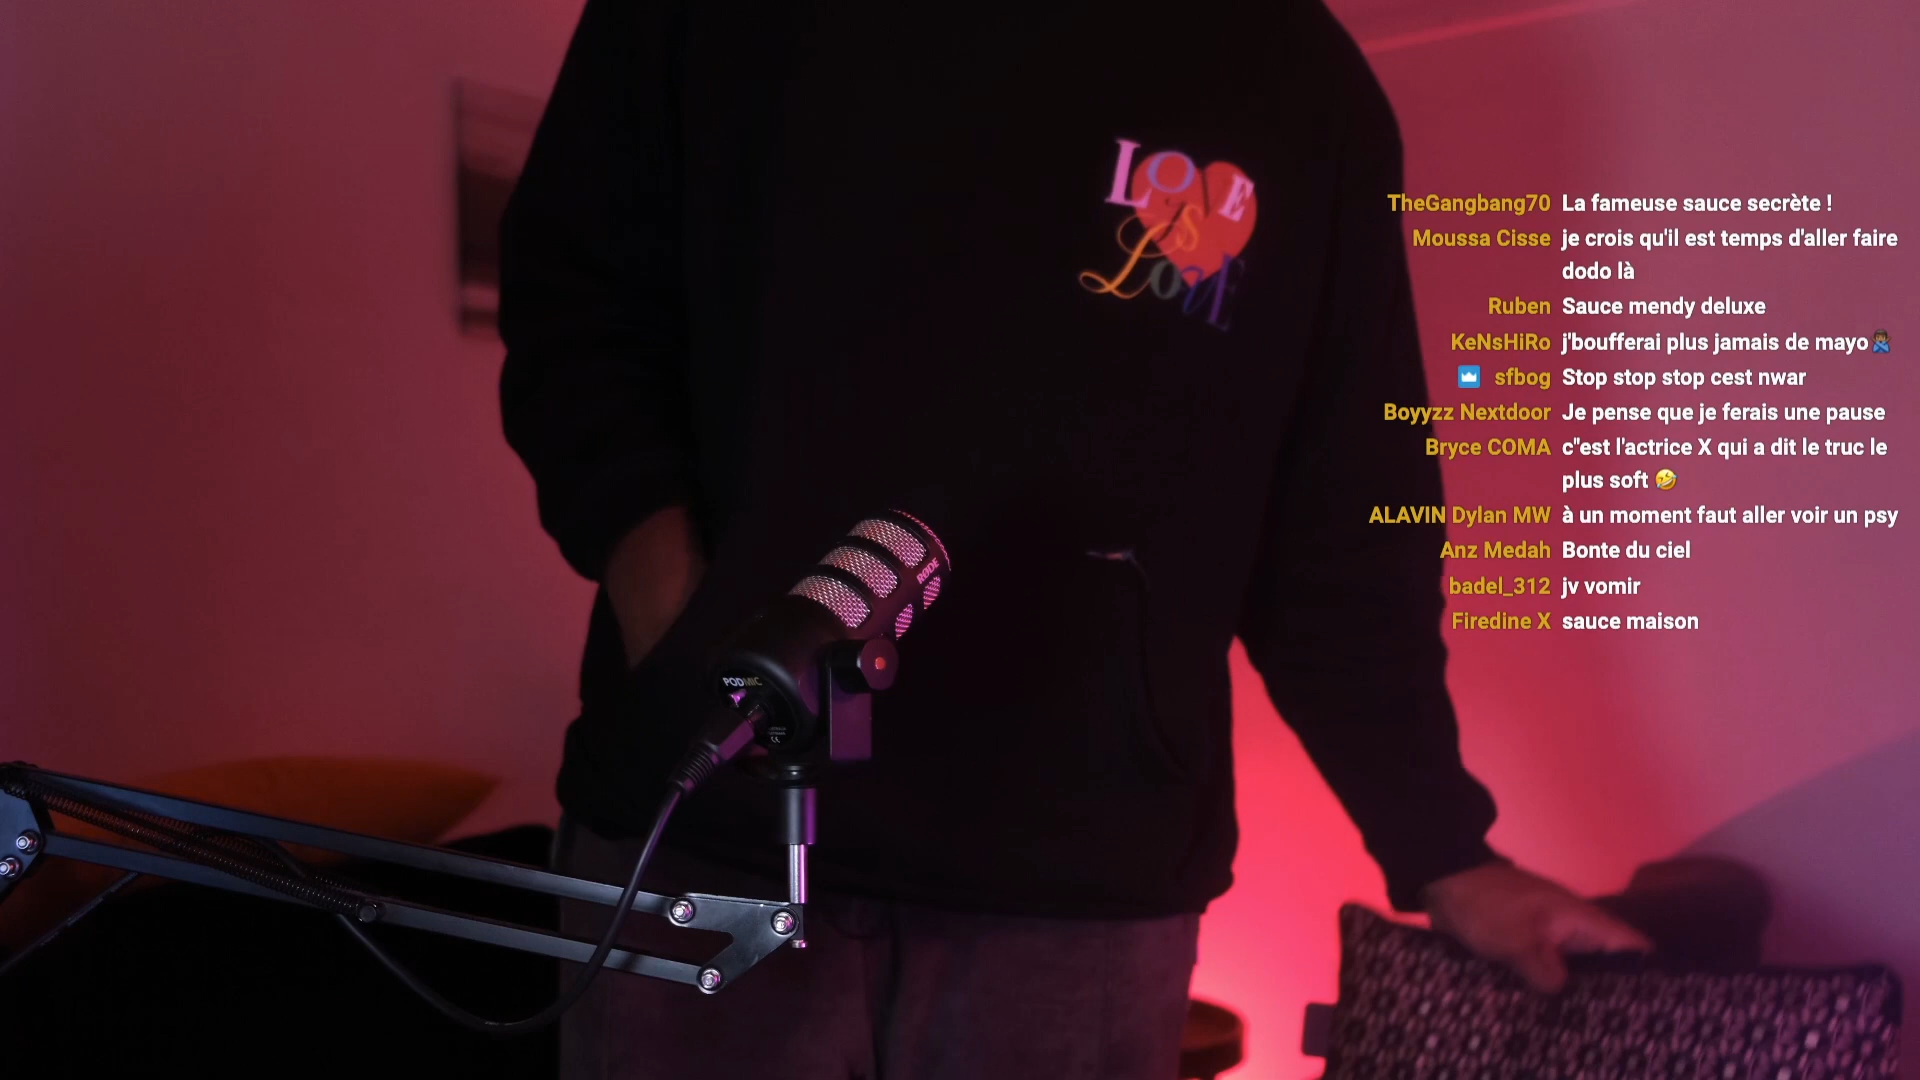 LOVE
is
LovE
TheGangbang70 La fameuse sauce secrète !
Moussa Cisse je crois qu'il est temps d'aller faire
dodo là
Ruben Sauce mendy deluxe
KeNsHiRo j'boufferai plus jamais de mayo🙅🏿‍♂️
sfbog Stop stop stop cest nwar
Boyyzz Nextdoor Je pense que je ferais une pause
Bryce COMA c"est l'actrice X qui a dit le truc le
plus soft 🤣
ALAVIN Dylan MW à un moment faut aller voir un psy
Anz Medah Bonte du ciel
badel_312 jv vomir
Firedine X sauce maison
RØDE
PODMIC